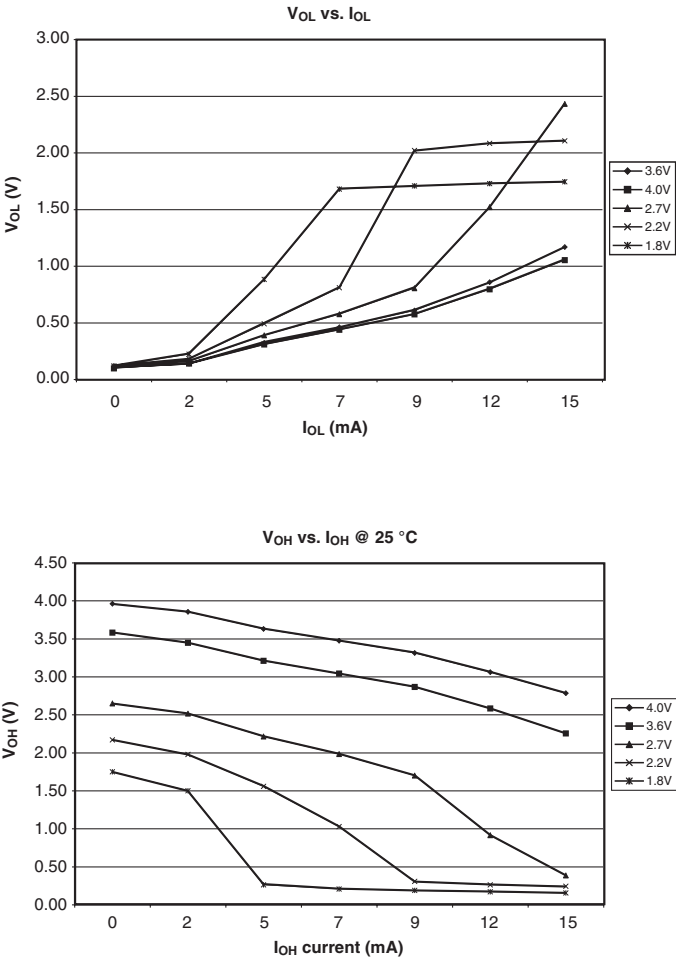 VOL vs. IOL
3.00
2.50
2.00
1.50
1.00
0.50
0.00
VOL (V)
0 2 5 7 9 12 15
IOL (mA)
3.6V
4.0V
2.7V
2.2V
1.8V
VOH vs. IOH @ 25 °C
4.50
4.00
3.50
3.00
2.50
2.00
1.50
1.00
0.50
0.00
VOH (V)
0 2 5 7 9 12 15
IOH current (mA)
4.0V
3.6V
2.7V
2.2V
1.8V